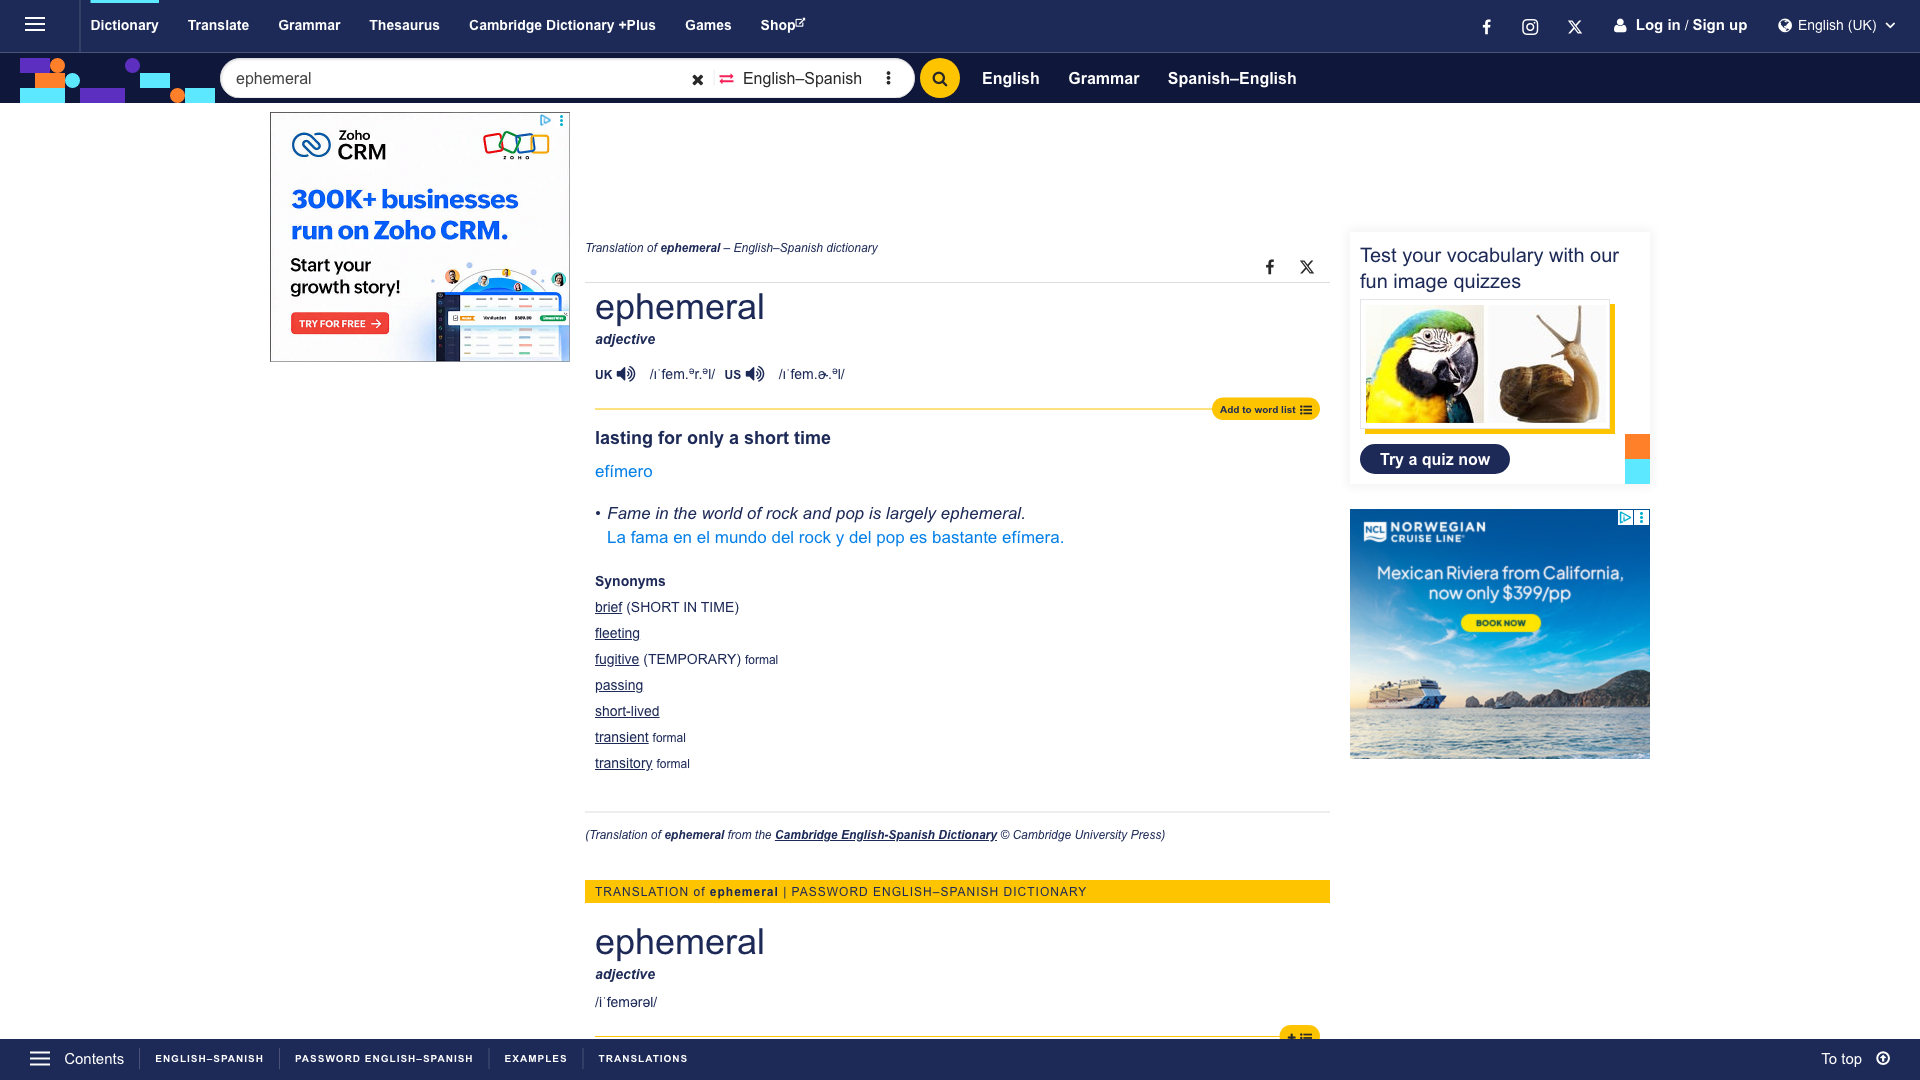 Dictionary Translate Grammar Thesaurus Cambridge Dictionary +Plus Games Shop
Log in / Sign up English (UK)
ephemeral English–Spanish English Grammar Spanish–English
Zoho
CRM
ZOHO
300K+ businesses
run on Zoho CRM.
Start your
growth story!
TRY FOR FREE
Translation of ephemeral – English–Spanish dictionary
ephemeral
adjective
UK /ɪˈfem.ᵊr.ᵊl/ US /ɪˈfem.ɚ.ᵊl/
Add to word list
lasting for only a short time
efímero
• Fame in the world of rock and pop is largely ephemeral.
La fama en el mundo del rock y del pop es bastante efímera.
Synonyms
brief (SHORT IN TIME)
fleeting
fugitive (TEMPORARY) formal
passing
short-lived
transient formal
transitory formal
(Translation of ephemeral from the Cambridge English-Spanish Dictionary © Cambridge University Press)
TRANSLATION of ephemeral | PASSWORD ENGLISH–SPANISH DICTIONARY
ephemeral
adjective
/iˈfemərəl/
Test your vocabulary with our
fun image quizzes
Try a quiz now
NCL NORWEGIAN
CRUISE LINE
Mexican Riviera from California,
now only $399/pp
BOOK NOW
Contents ENGLISH–SPANISH PASSWORD ENGLISH–SPANISH EXAMPLES TRANSLATIONS To top